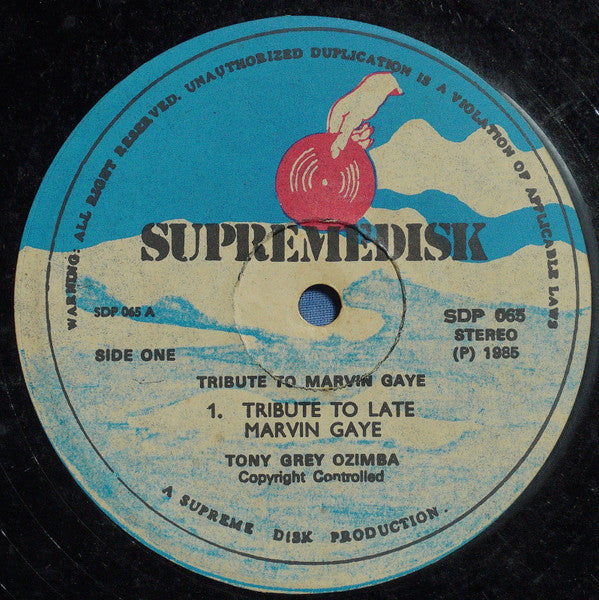 WARNING: ALL RIGHT RESERVED. UNAUTHORIZED DUPLICATION IS A VIOLATION OF APPLICABLE LAWS
SUPREMEDISK
SDP 065 A
SDP 065
STEREO
SIDE ONE
(P) 1985
TRIBUTE TO MARVIN GAYE
1. TRIBUTE TO LATE
MARVIN GAYE
TONY GREY OZIMBA
Copyright Controlled
A SUPREME DISK PRODUCTION.